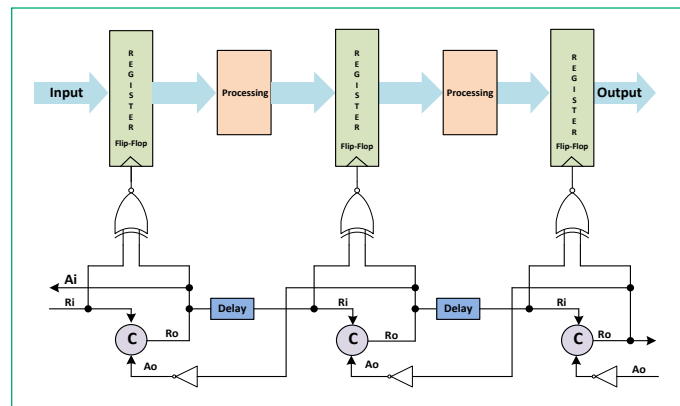 Input
REGISTER
Flip-Flop
Processing
REGISTER
Flip-Flop
Processing
REGISTER
Flip-Flop
Output
Ai
Ri
C
Ro
Ao
Delay
Ri
C
Ro
Ao
Delay
Ri
C
Ro
Ao